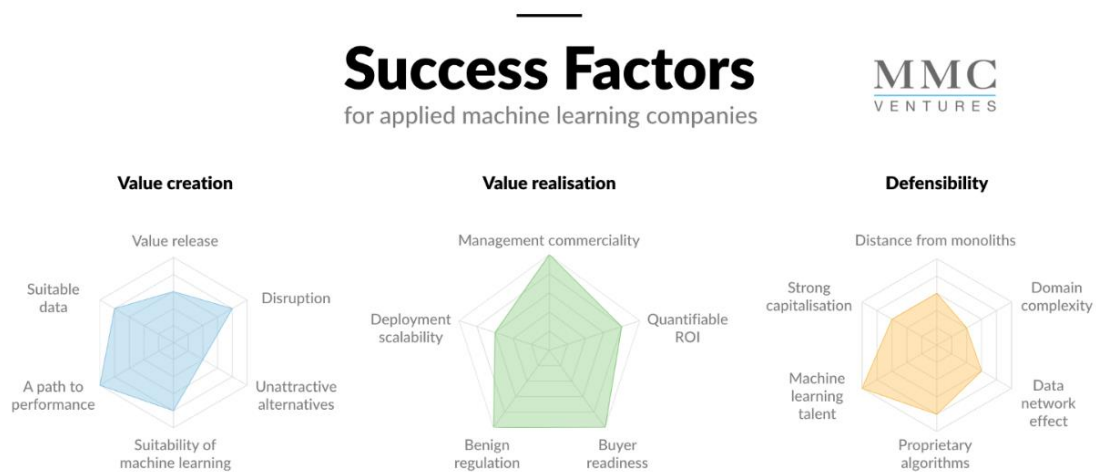 Success Factors
for applied machine learning companies
MMC
VENTURES
Value creation
Value release
Suitable
data
Disruption
A path to
performance
Unattractive
alternatives
Suitability of
machine learning
Value realisation
Management commerciality
Deployment
scalability
Quantifiable
ROI
Benign
regulation
Buyer
readiness
Defensibility
Distance from monoliths
Strong
capitalisation
Domain
complexity
Machine
learning
talent
Data
network
effect
Proprietary
algorithms